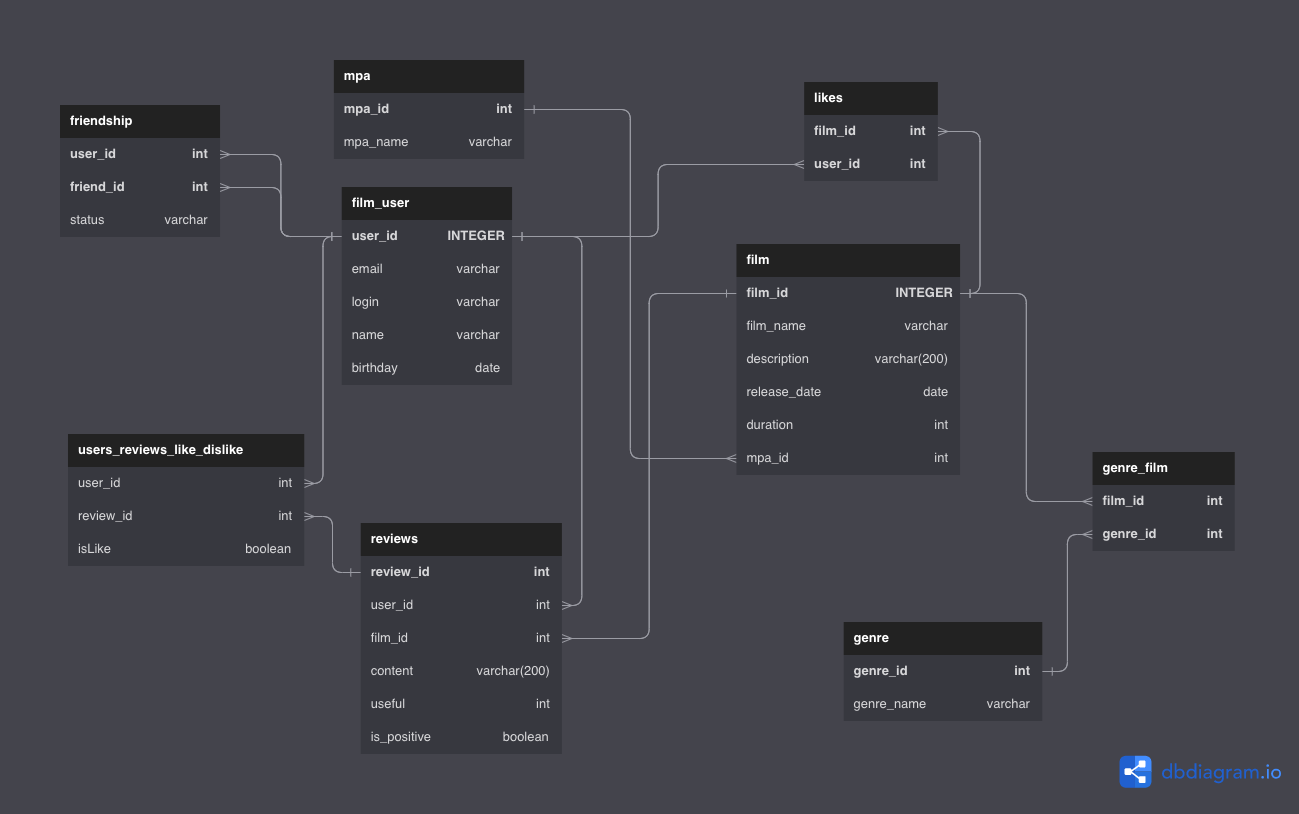 mpa
mpa_id int
mpa_name varchar
likes
film_id int
user_id int
friendship
user_id int
friend_id int
status varchar
film_user
user_id INTEGER
email varchar
login varchar
name varchar
birthday date
film
film_id INTEGER
film_name varchar
description varchar(200)
release_date date
duration int
mpa_id int
users_reviews_like_dislike
user_id int
review_id int
isLike boolean
genre_film
film_id int
genre_id int
reviews
review_id int
user_id int
film_id int
content varchar(200)
useful int
is_positive boolean
genre
genre_id int
genre_name varchar
dbdiagram.io